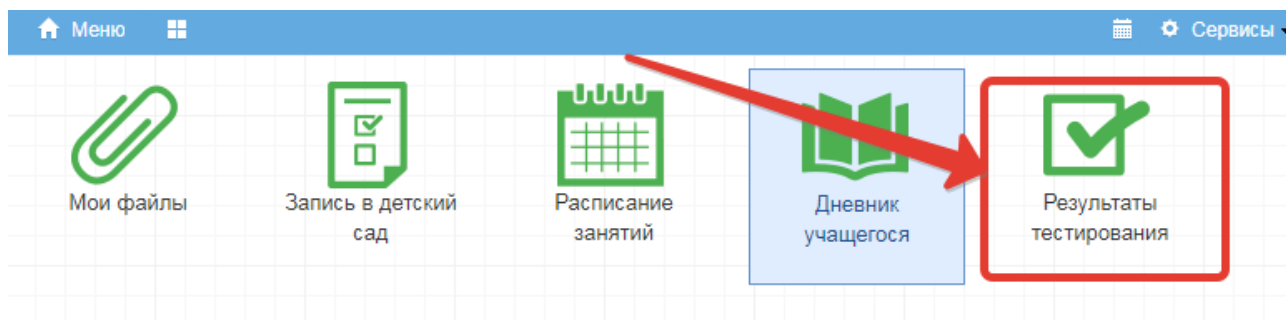 Меню
Сервисы
Мои файлы
Запись в детский
сад
Расписание
занятий
Дневник
учащегося
Результаты
тестирования